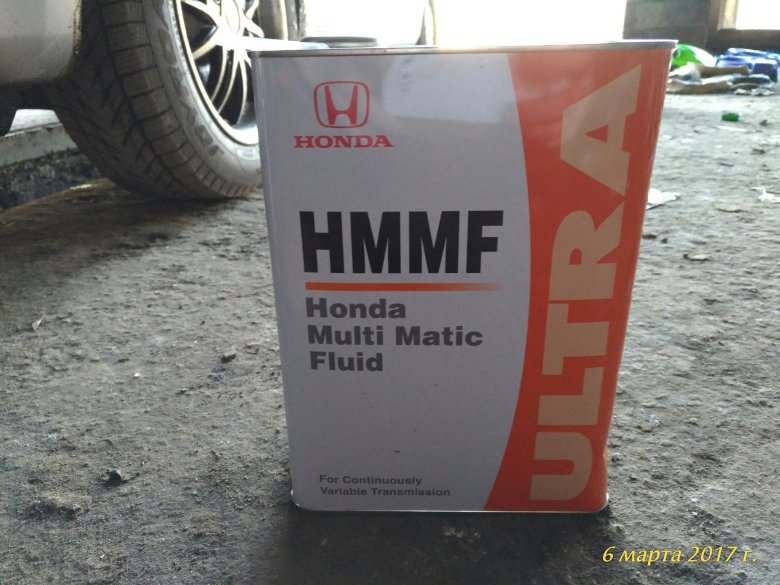 HONDA
HMMF
Honda
Multi Matic
Fluid
For Continuously
Variable Transmission
ULTRA
6 марта 2017 г.